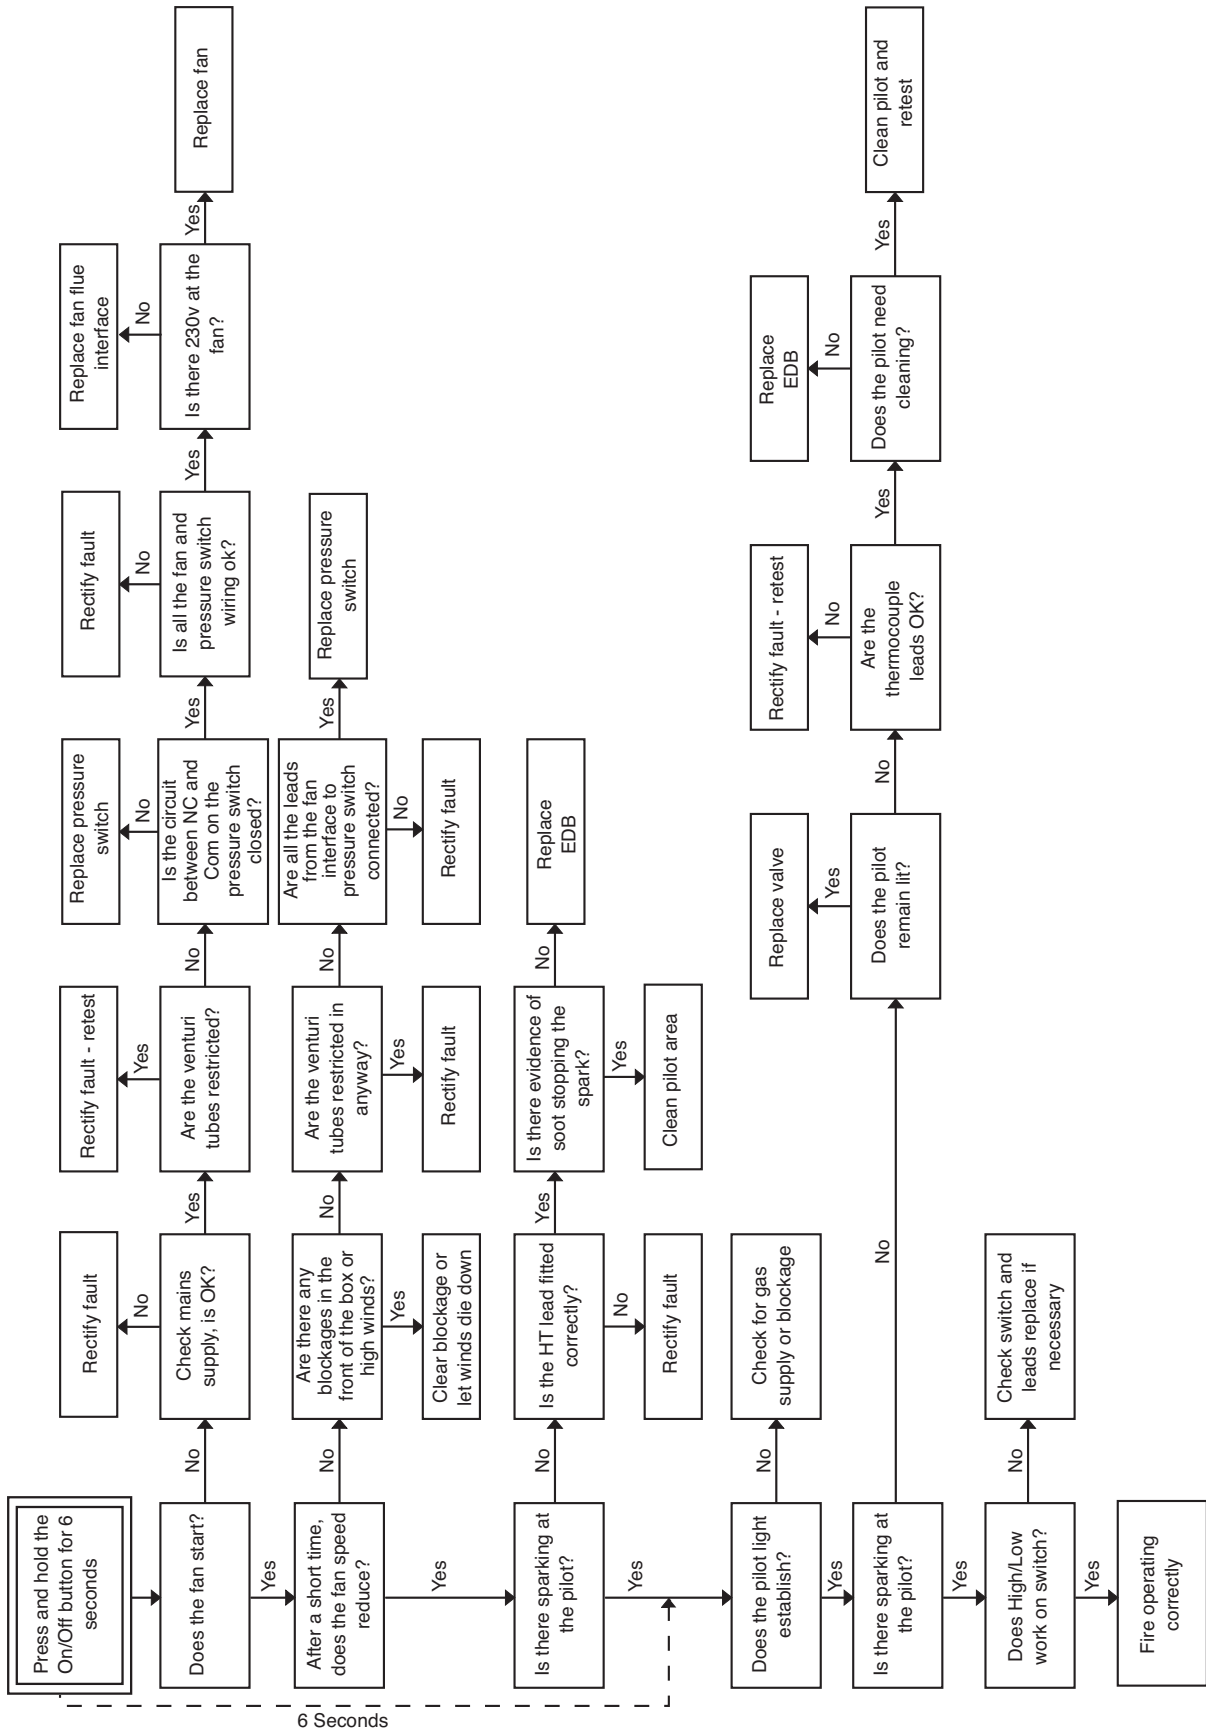 Press and hold the
On/Off button for 6
seconds
Does the fan start?
No
Check mains
supply, is OK?
No
Rectify fault
Yes
Are the venturi
tubes restricted?
Yes
Rectify fault - retest
No
Is the circuit
between NC and
Com on the
pressure switch
closed?
No
Replace pressure
switch
Yes
Is all the fan and
pressure switch
wiring ok?
No
Rectify fault
Yes
Is there 230v at the
fan?
No
Replace fan flue
interface
Yes
Replace fan
Yes
After a short time,
does the fan speed
reduce?
No
Are there any
blockages in the
front of the box or
high winds?
Yes
Clear blockage or
let winds die down
No
Are the venturi
tubes restricted in
anyway?
Yes
Rectify fault
No
Are all the leads
from the fan
interface to
pressure switch
connected?
No
Rectify fault
Yes
Replace pressure
switch
Yes
Is there sparking at
the pilot?
No
Is the HT lead fitted
correctly?
No
Rectify fault
Yes
Is there evidence of
soot stopping the
spark?
Yes
Clean pilot area
No
Replace
EDB
Yes
6 Seconds
Does the pilot light
establish?
No
Check for gas
supply or blockage
Yes
Is there sparking at
the pilot?
No
Does the pilot
remain lit?
Yes
Replace valve
No
Are the
thermocouple
leads OK?
No
Rectify fault - retest
Yes
Does the pilot need
cleaning?
No
Replace
EDB
Yes
Clean pilot and
retest
Yes
Does High/Low
work on switch?
No
Check switch and
leads replace if
necessary
Yes
Fire operating
correctly